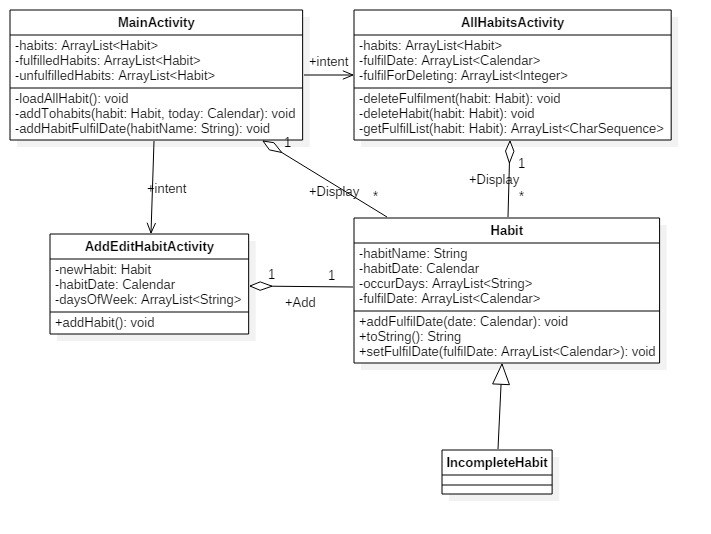 MainActivity
-habits: ArrayList<Habit>
-fulfilledHabits: ArrayList<Habit>
-unfulfilledHabits: ArrayList<Habit>
-loadAllHabit(): void
-addTohabits(habit: Habit, today: Calendar): void
-addHabitFulfilDate(habitName: String): void
+intent
AllHabitsActivity
-habits: ArrayList<Habit>
-fulfilDate: ArrayList<Calendar>
-fulfilForDeleting: ArrayList<Integer>
-deleteFulfilment(habit: Habit): void
-deleteHabit(habit: Habit): void
-getFulfilList(habit: Habit): ArrayList<CharSequence>
1
+Display
*
1
+Display
*
+intent
AddEditHabitActivity
-newHabit: Habit
-habitDate: Calendar
-daysOfWeek: ArrayList<String>
+addHabit(): void
1
1
+Add
Habit
-habitName: String
-habitDate: Calendar
-occurDays: ArrayList<String>
-fulfilDate: ArrayList<Calendar>
+addFulfilDate(date: Calendar): void
+toString(): String
+setFulfilDate(fulfilDate: ArrayList<Calendar>): void
IncompleteHabit